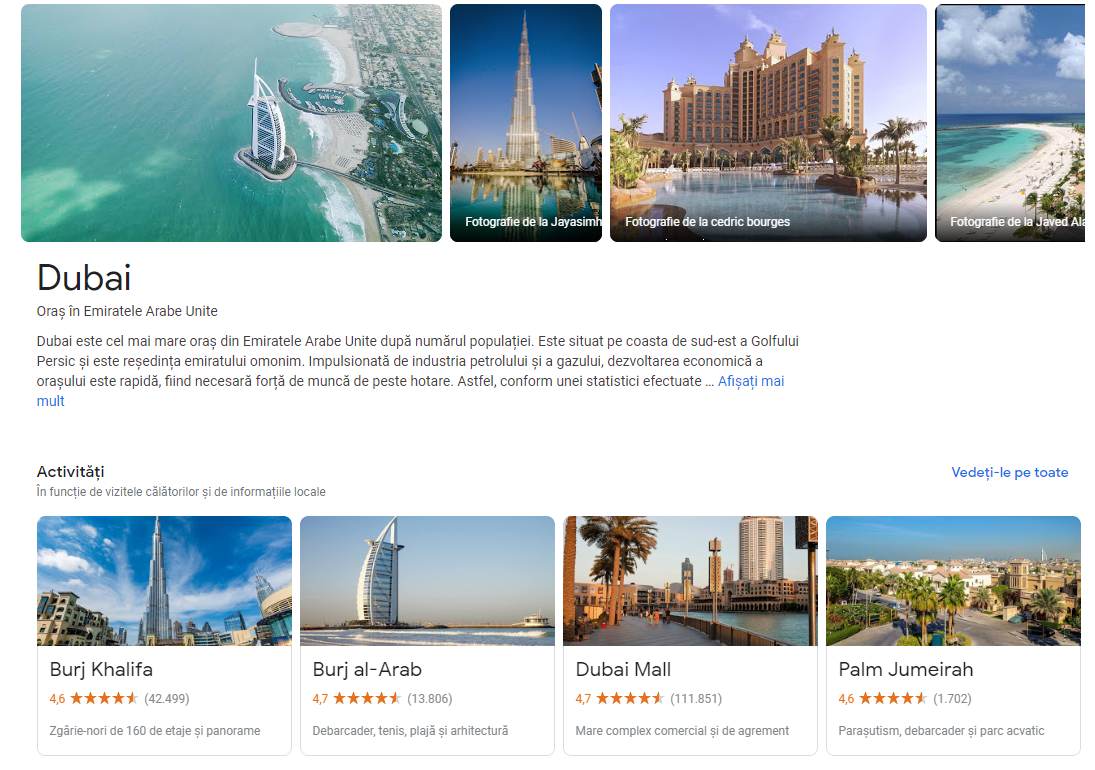 Fotografie de la Jayasimh
Fotografie de la cedric bourges
Fotografie de la Javed Ala
Dubai
Oraș în Emiratele Arabe Unite
Dubai este cel mai mare oraș din Emiratele Arabe Unite după numărul populației. Este situat pe coasta de sud-est a Golfului
Persic și este reședința emiratului omonim. Impulsionată de industria petrolului și a gazului, dezvoltarea economică a
orașului este rapidă, fiind necesară forță de muncă de peste hotare. Astfel, conform unei statistici efectuate ... Afișați mai
mult
Activități
Vedeți-le pe toate
În funcție de vizitele călătorilor și de informațiile locale
Burj Khalifa
4,6 (42.499)
Zgârie-nori de 160 de etaje și panorame
Burj al-Arab
4,7 (13.806)
Debarcader, tenis, plajă și arhitectură
Dubai Mall
4,7 (111.851)
Mare complex comercial și de agrement
Palm Jumeirah
4,6 (1.702)
Parașutism, debarcader și parc acvatic